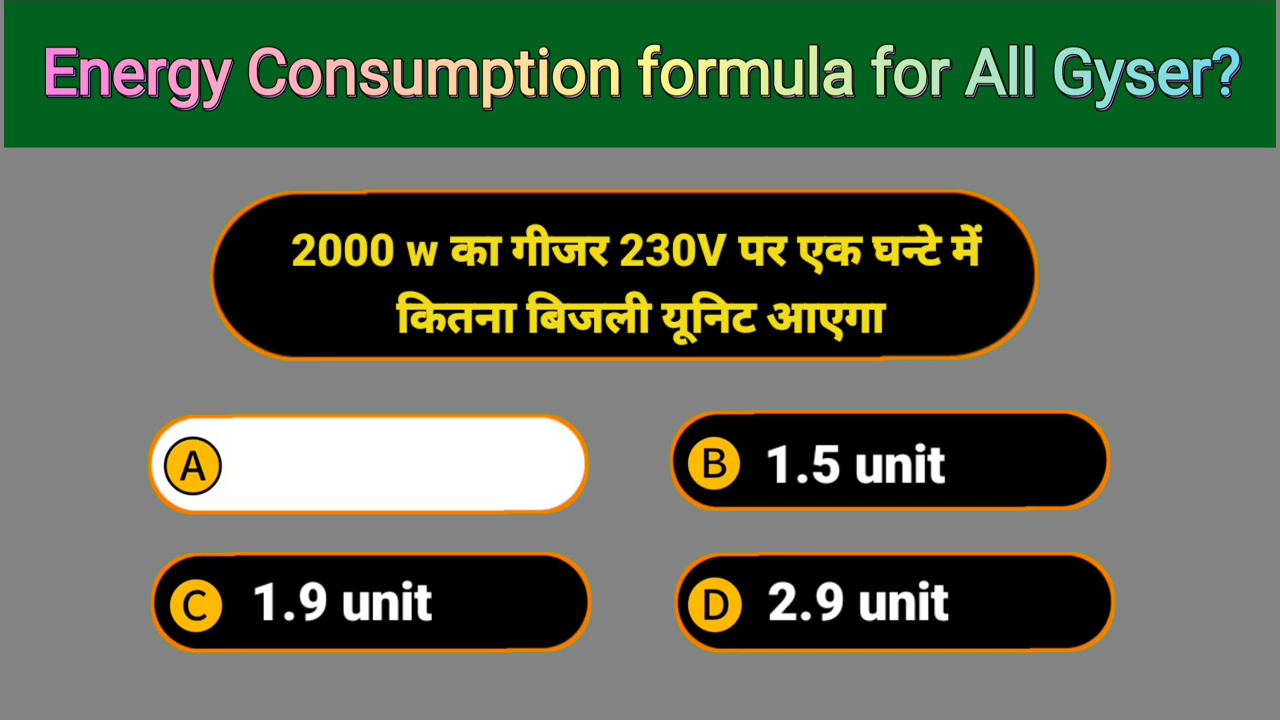 Energy Consumption formula for All Gyser?
2000 w का गीजर 230V पर एक घन्टे में
कितना बिजली यूनिट आएगा
A
B 1.5 unit
C 1.9 unit
D 2.9 unit